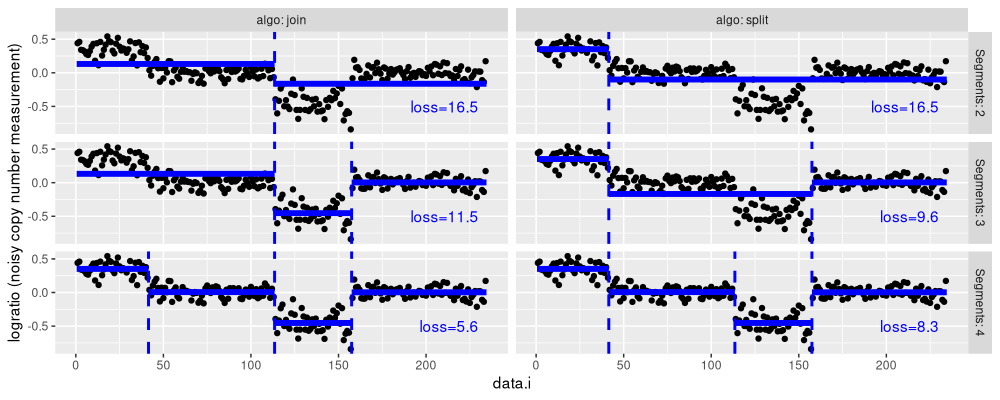 algo: join
algo: split
logratio (noisy copy number measurement)
0.5
0.0
-0.5
loss=16.5
loss=16.5
Segments: 2
0.5
0.0
-0.5
loss=11.5
loss=9.6
Segments: 3
0.5
0.0
-0.5
loss=5.6
loss=8.3
Segments: 4
0 50 100 150 200
0 50 100 150 200
data.i